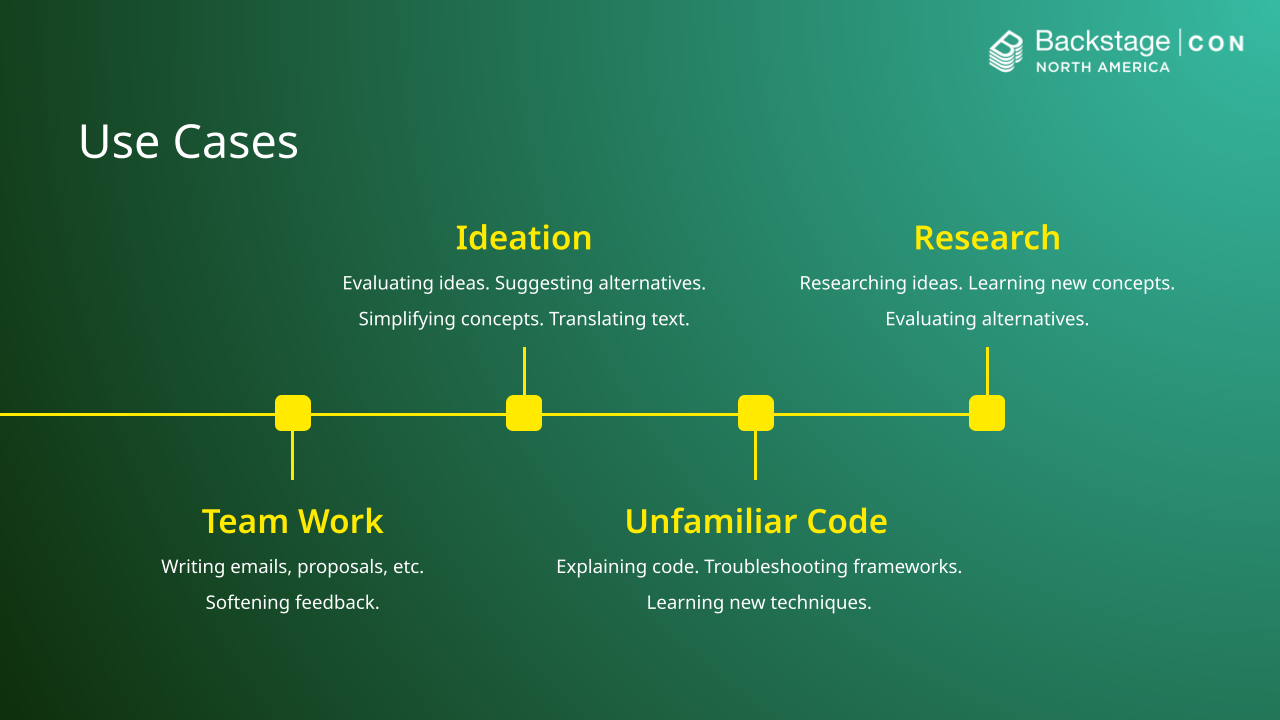 Backstage CON
NORTH AMERICA
Use Cases
Ideation
Evaluating ideas. Suggesting alternatives.
Simplifying concepts. Translating text.
Research
Researching ideas. Learning new concepts.
Evaluating alternatives.
Team Work
Writing emails, proposals, etc.
Softening feedback.
Unfamiliar Code
Explaining code. Troubleshooting frameworks.
Learning new techniques.